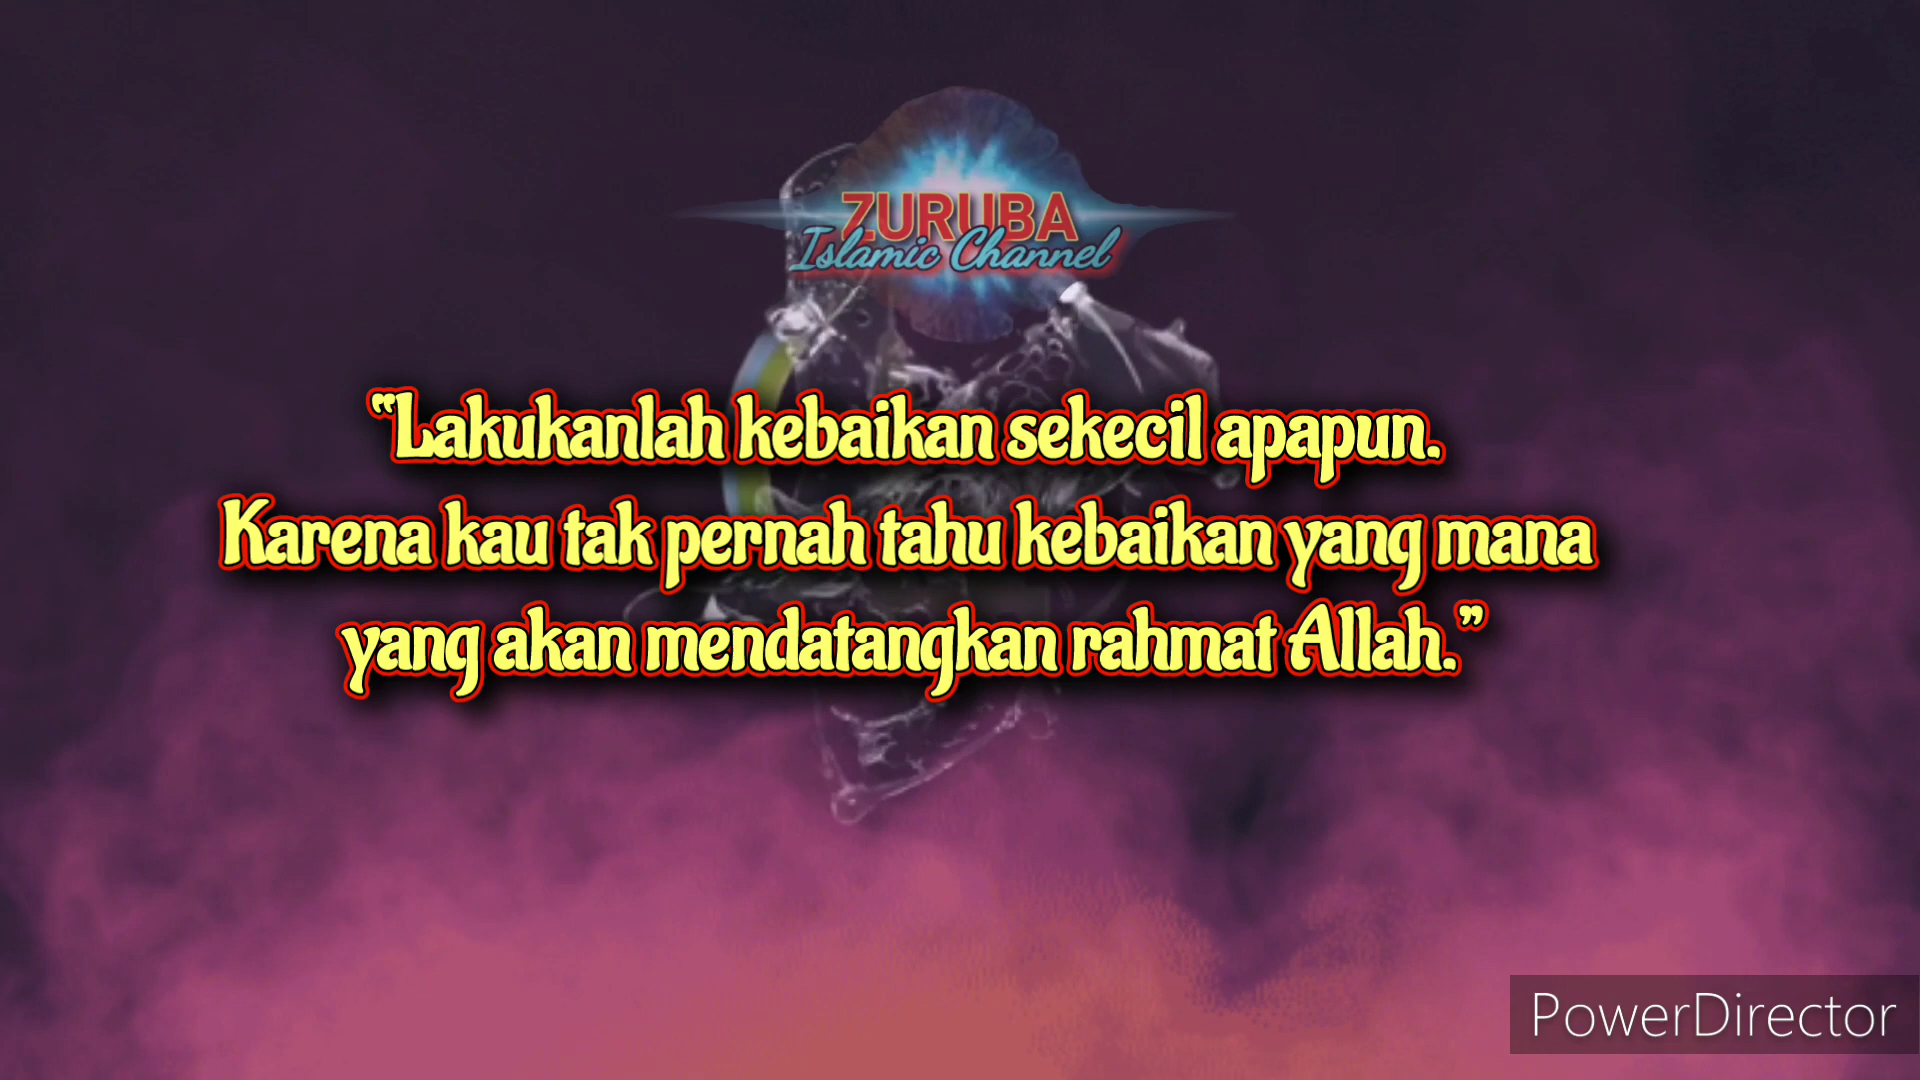 ZURUBA
Islamic Channel
“Lakukanlah kebaikan sekecil apapun.
Karena kau tak pernah tahu kebaikan yang mana
yang akan mendatangkan rahmat Allah.”
PowerDirector